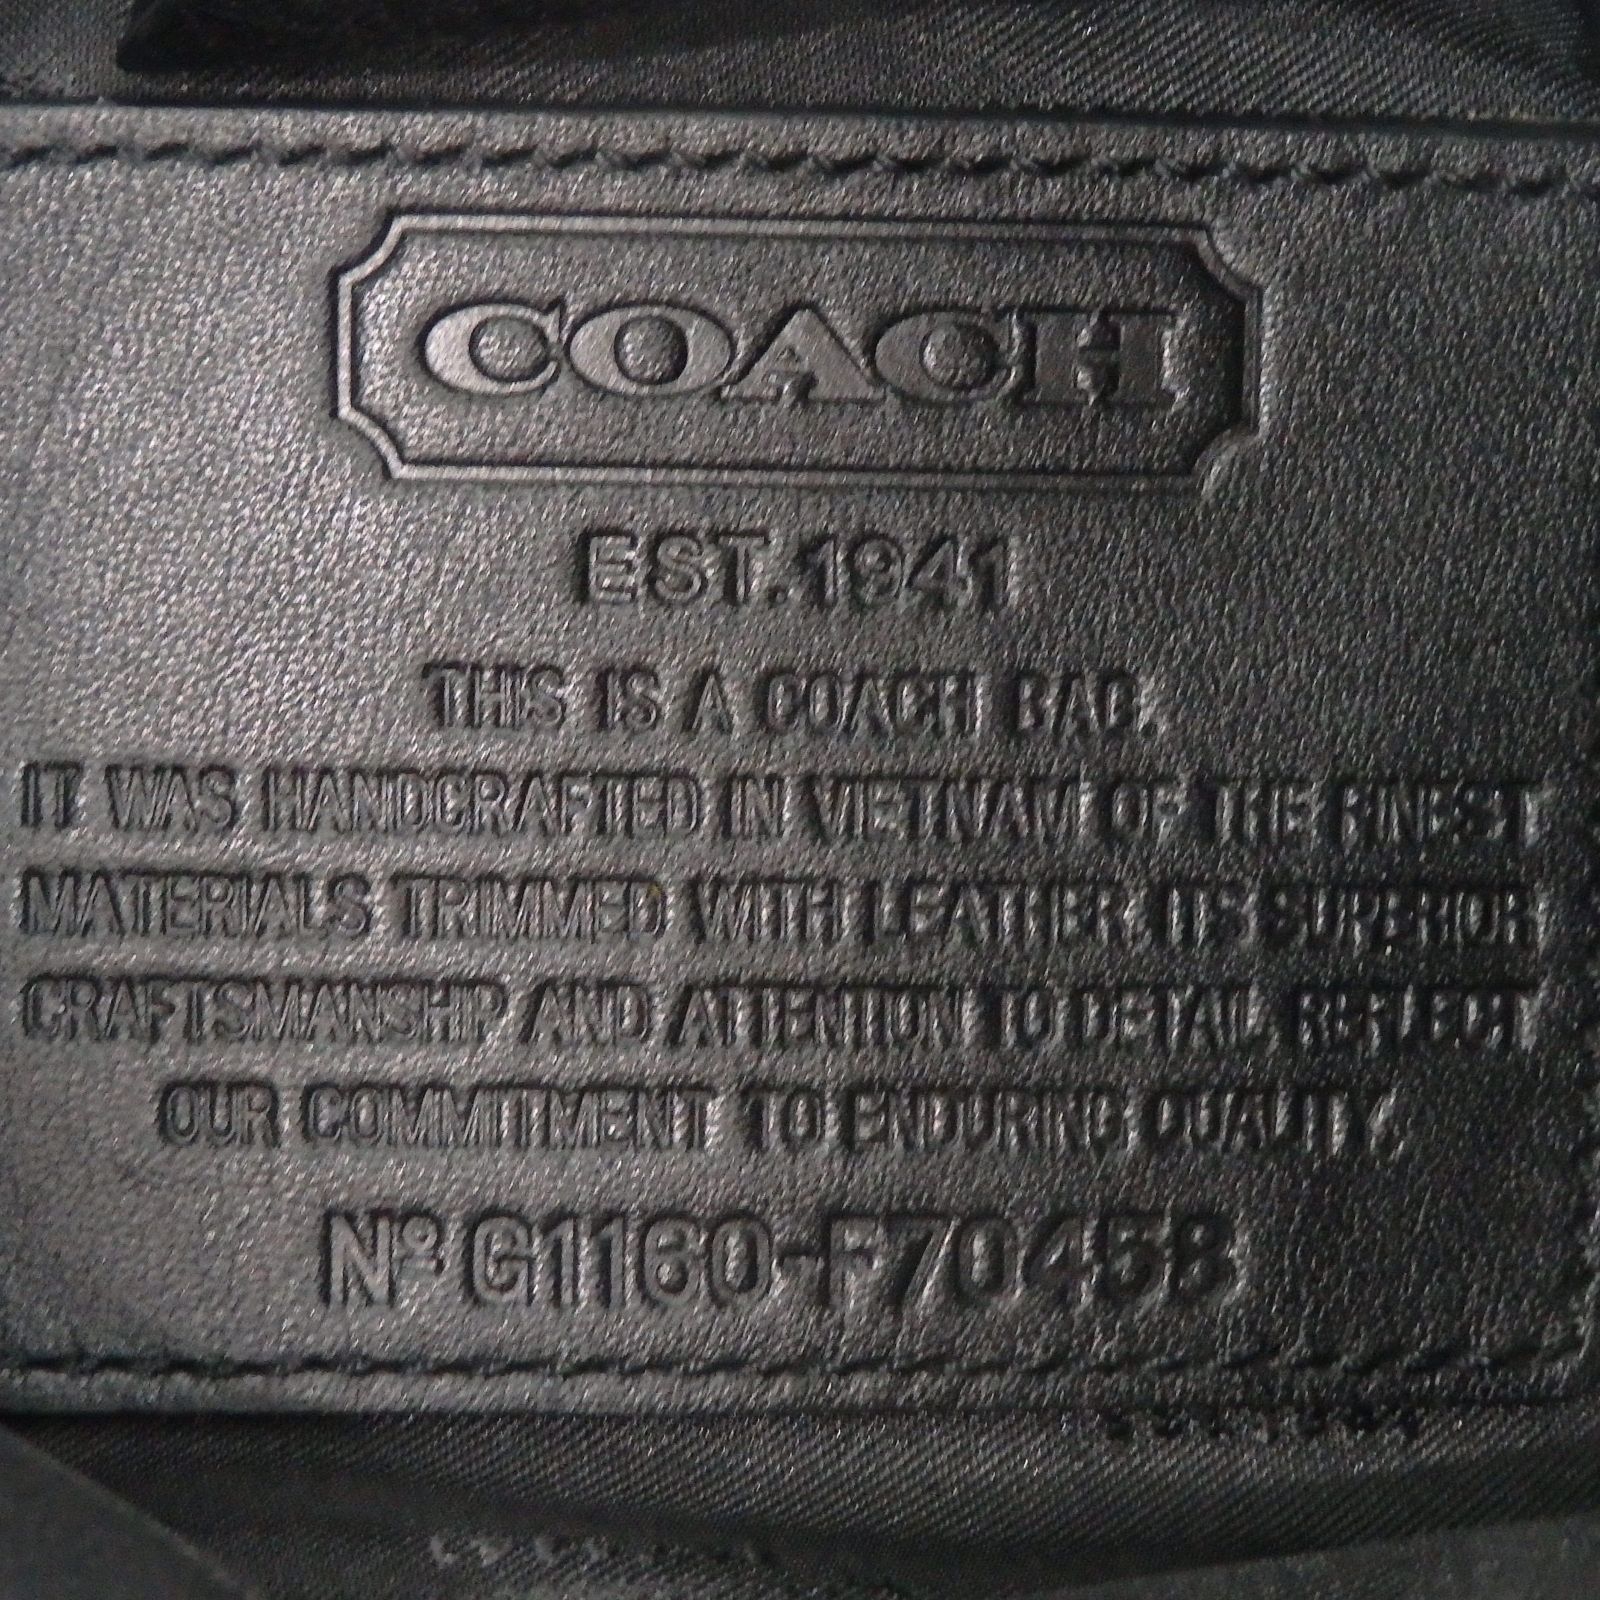 COACH
EST.1941
THIS IS A COACH BAG.
IT WAS HANDCRAFTED IN VIETNAM OF THE FINEST
MATERIALS TRIMMED WITH LEATHER. ITS SUPERIOR
CRAFTSMANSHIP AND ATTENTION TO DETAIL REFLECT
OUR COMMITMENT TO ENDURING QUALITY.
Nº G1160-F70458